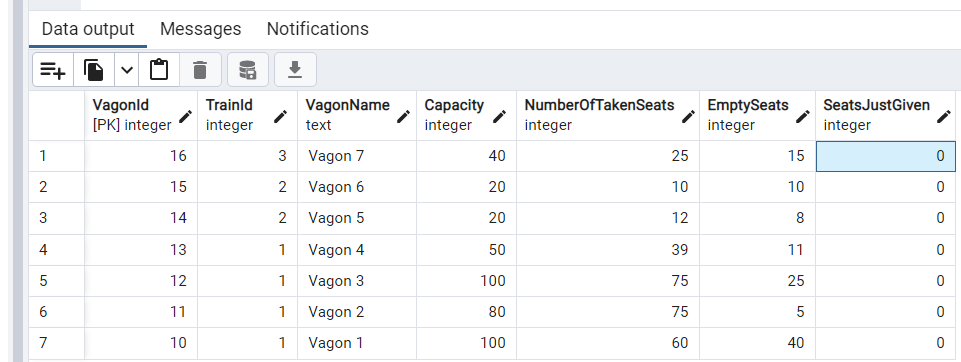 Data output Messages Notifications
VagonId TrainId VagonName Capacity NumberOfTakenSeats EmptySeats SeatsJustGiven
[PK] integer integer text integer integer integer integer
1 16 3 Vagon 7 40 25 15 0
2 15 2 Vagon 6 20 10 10 0
3 14 2 Vagon 5 20 12 8 0
4 13 1 Vagon 4 50 39 11 0
5 12 1 Vagon 3 100 75 25 0
6 11 1 Vagon 2 80 75 5 0
7 10 1 Vagon 1 100 60 40 0